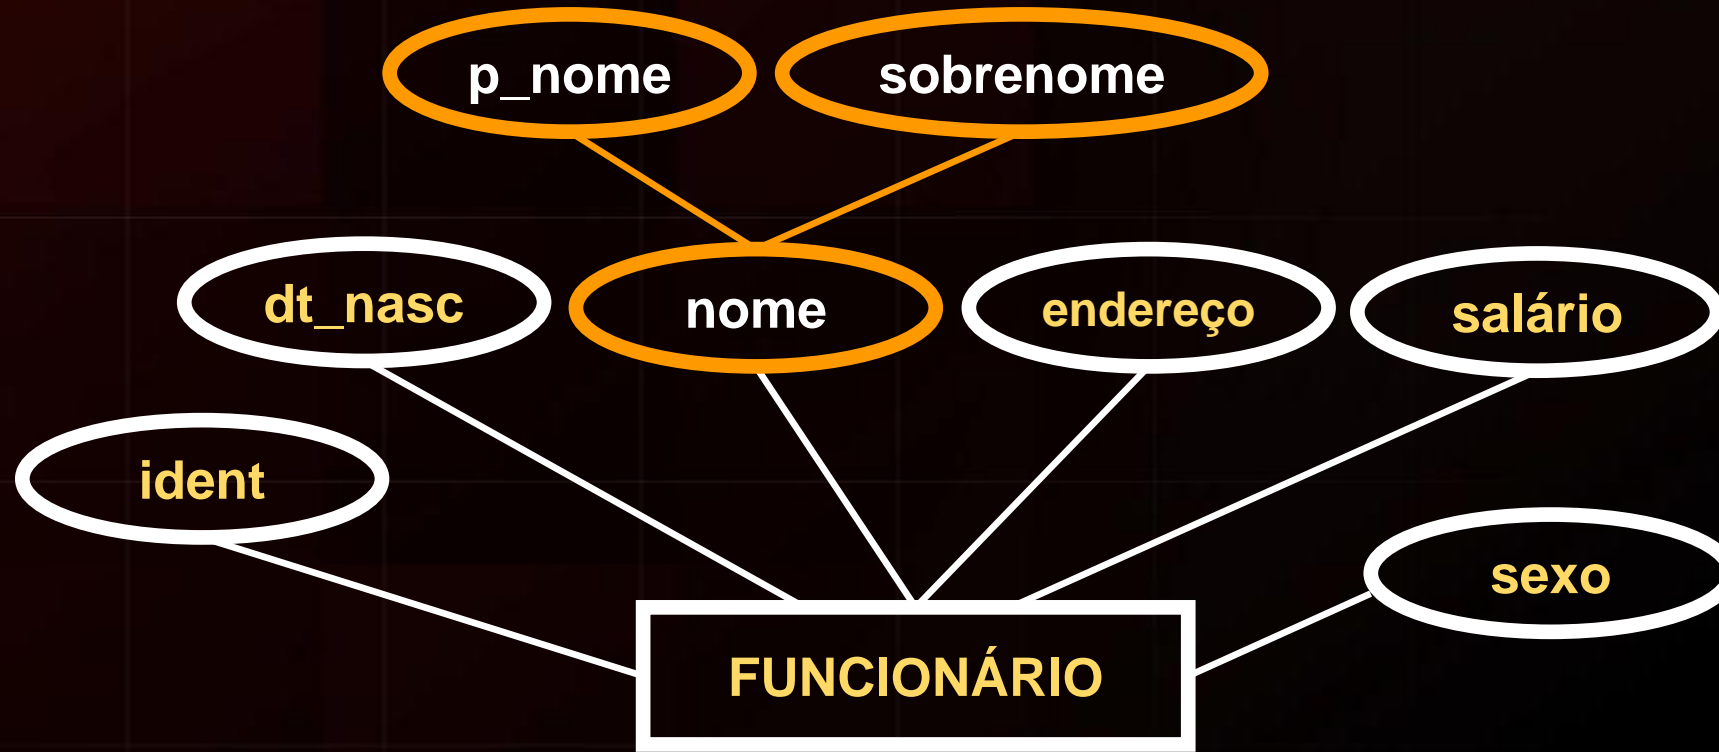 p_nome
sobrenome
dt_nasc
nome
endereço
salário
ident
sexo
FUNCIONÁRIO